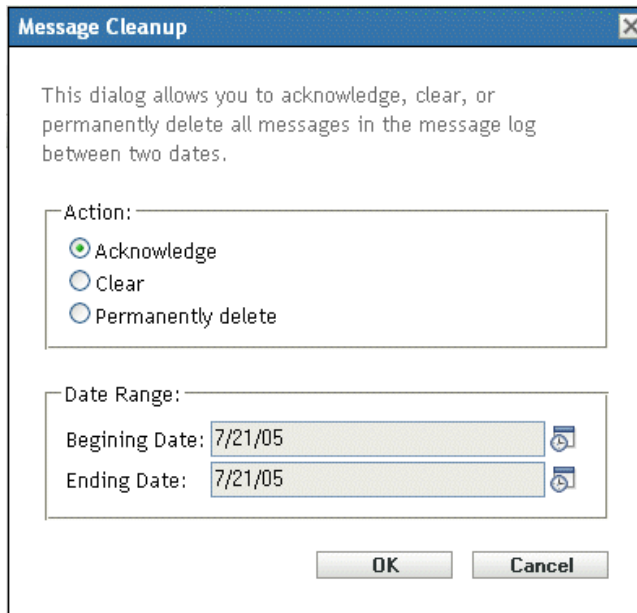 Message Cleanup
This dialog allows you to acknowledge, clear, or
permanently delete all messages in the message log
between two dates.
Action:
Acknowledge
Clear
Permanently delete
Date Range:
Begining Date: 7/21/05
Ending Date: 7/21/05
OK Cancel